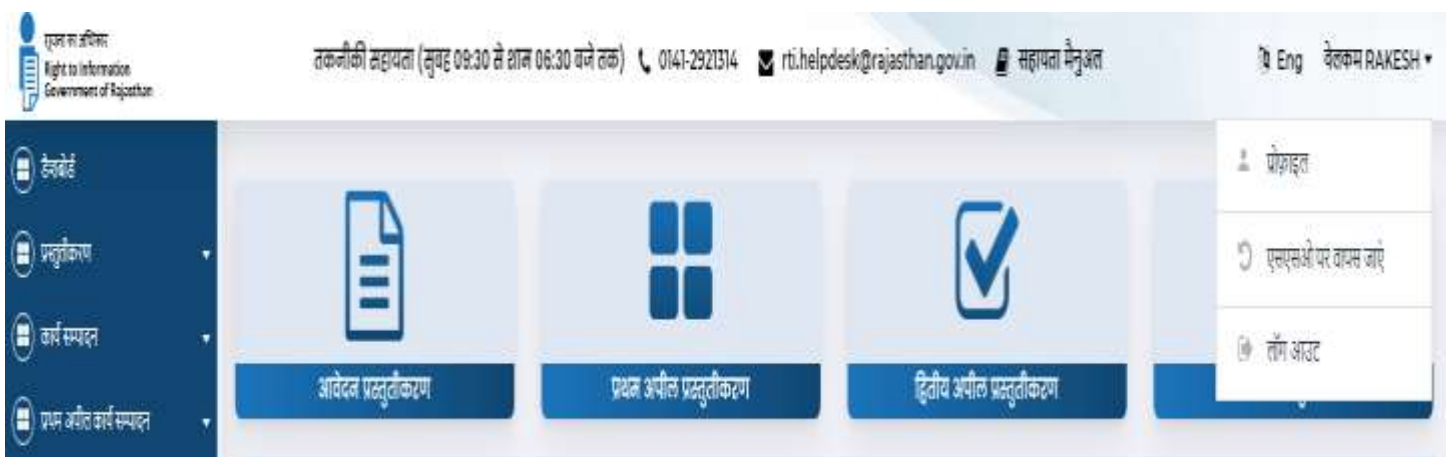 सूचना का अधिकार
Right to Information
Government of Rajasthan
तकनीकी सहायता (सुबह 09:30 से शाम 06:30 बजे तक) 0141-2921314 rti.helpdesk@rajasthan.gov.in सहायता मैनुअल
Eng वेलकम RAKESH
डैशबोर्ड
प्रस्तुतीकरण
कार्य सम्पादन
प्रथम अपील कार्य सम्पादन
आवेदन प्रस्तुतीकरण
प्रथम अपील प्रस्तुतीकरण
द्वितीय अपील प्रस्तुतीकरण
प्रोफ़ाइल
एसएसओ पर वापस जाएं
लॉग आउट